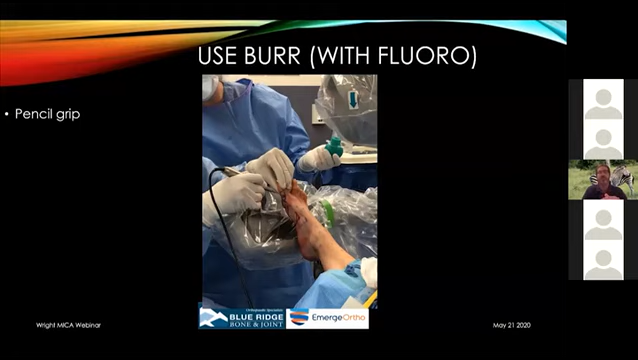 USE BURR (WITH FLUORO)
• Pencil grip
BLUE RIDGE
BONE & JOINT
EmergeOrtho
Wright MICA Webinar
May 21 2020